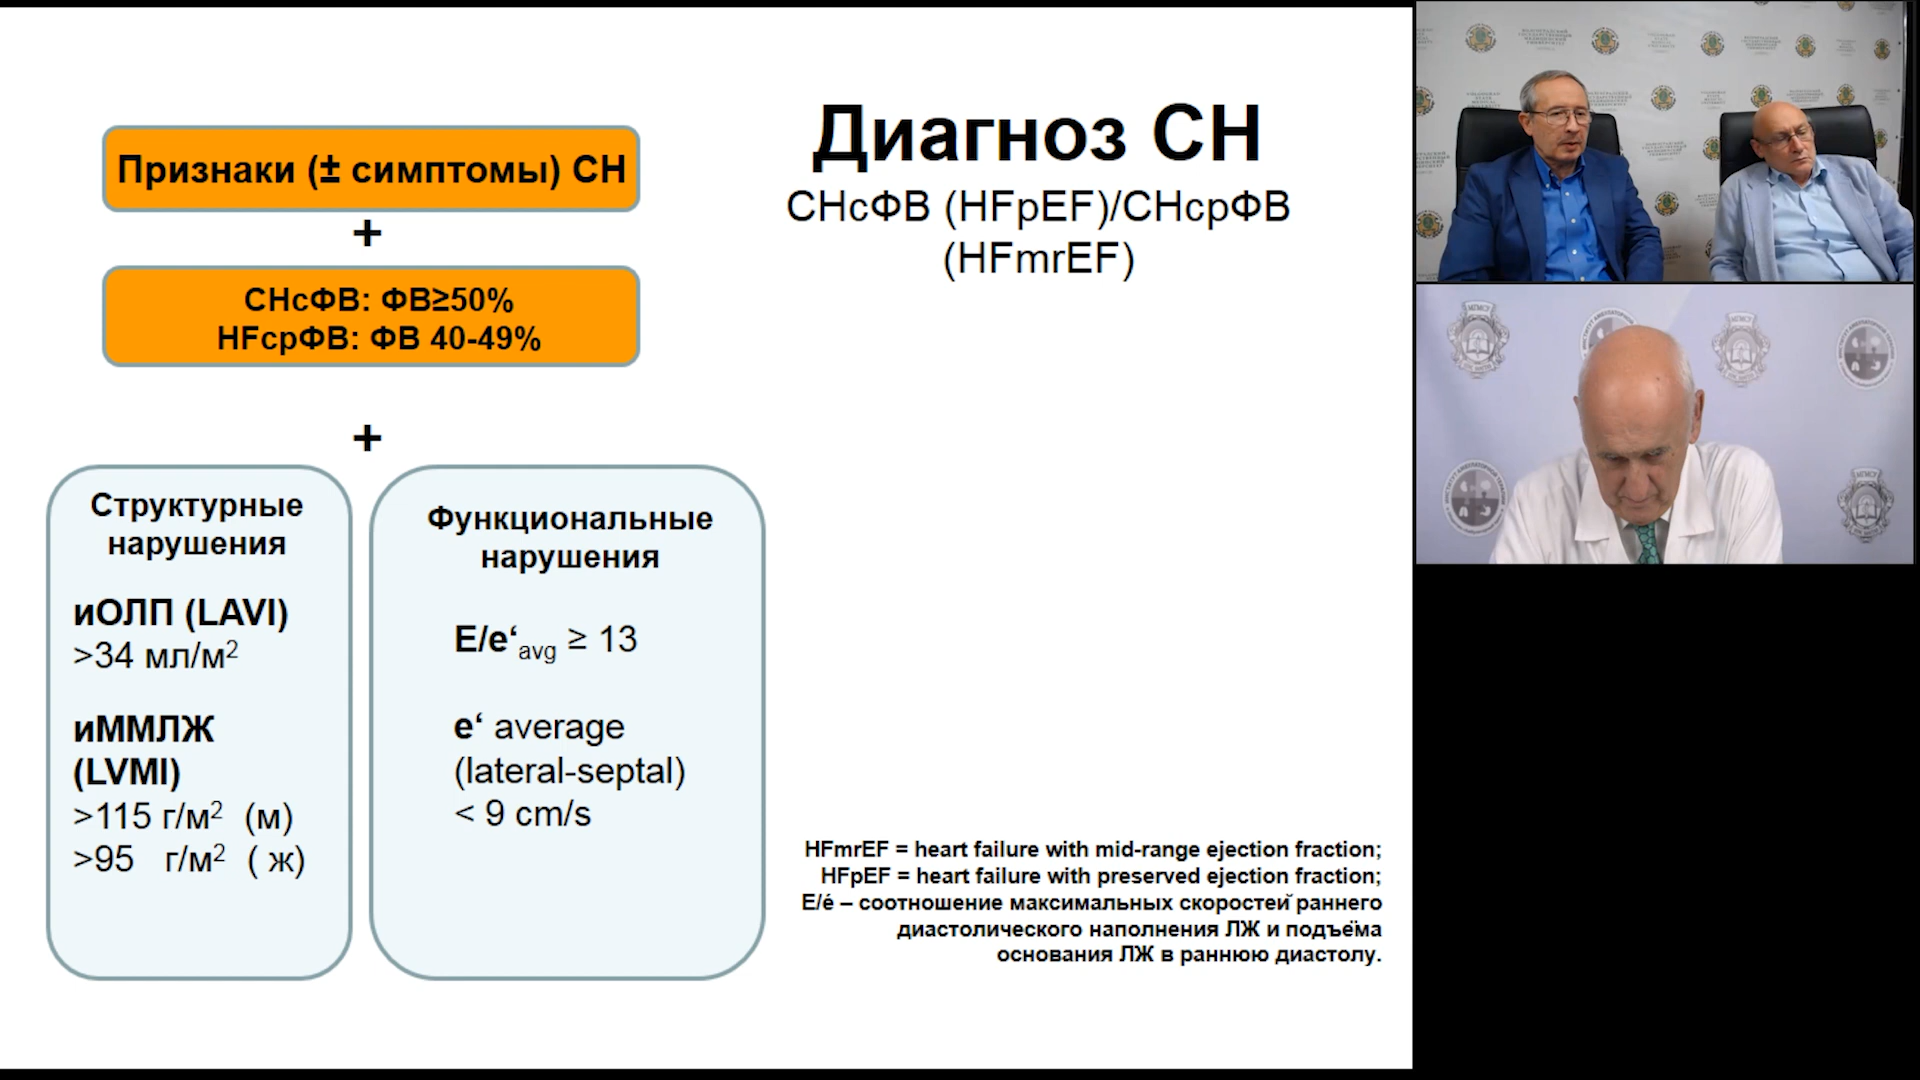 Признаки (± симптомы) СН
+
СНсФВ: ФВ≥50%
HFсрФВ: ФВ 40-49%
+
Структурные
нарушения
иОЛП (LAVI)
>34 мл/м²
иММЛЖ
(LVMI)
>115 г/м² (м)
>95 г/м² ( ж)
Функциональные
нарушения
E/e‘avg ≥ 13
e‘ average
(lateral-septal)
< 9 cm/s
Диагноз СН
СНсФВ (HFpEF)/СНсрФВ
(HFmrEF)
HFmrEF = heart failure with mid-range ejection fraction;
HFpEF = heart failure with preserved ejection fraction;
E/é – соотношение максимальных скоростей раннего
диастолического наполнения ЛЖ и подъёма
основания ЛЖ в раннюю диастолу.